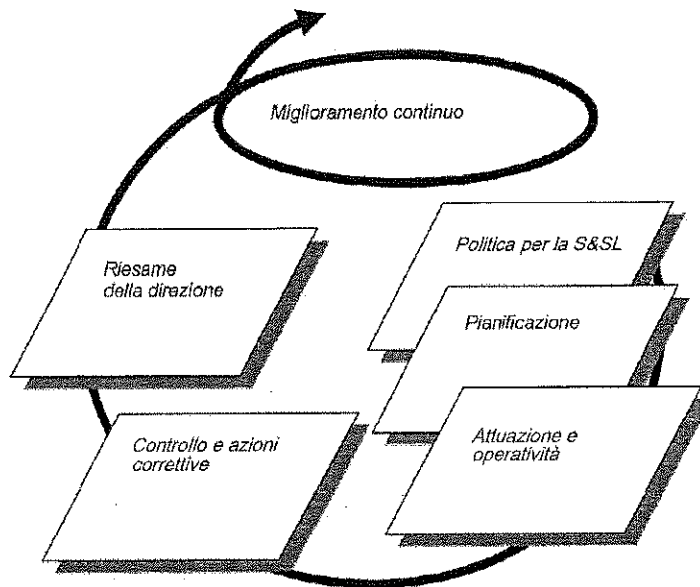 Miglioramento continuo
Politica per la S&SL
Riesame
della direzione
Pianificazione
Controllo e azioni
correttive
Attuazione e
operatività